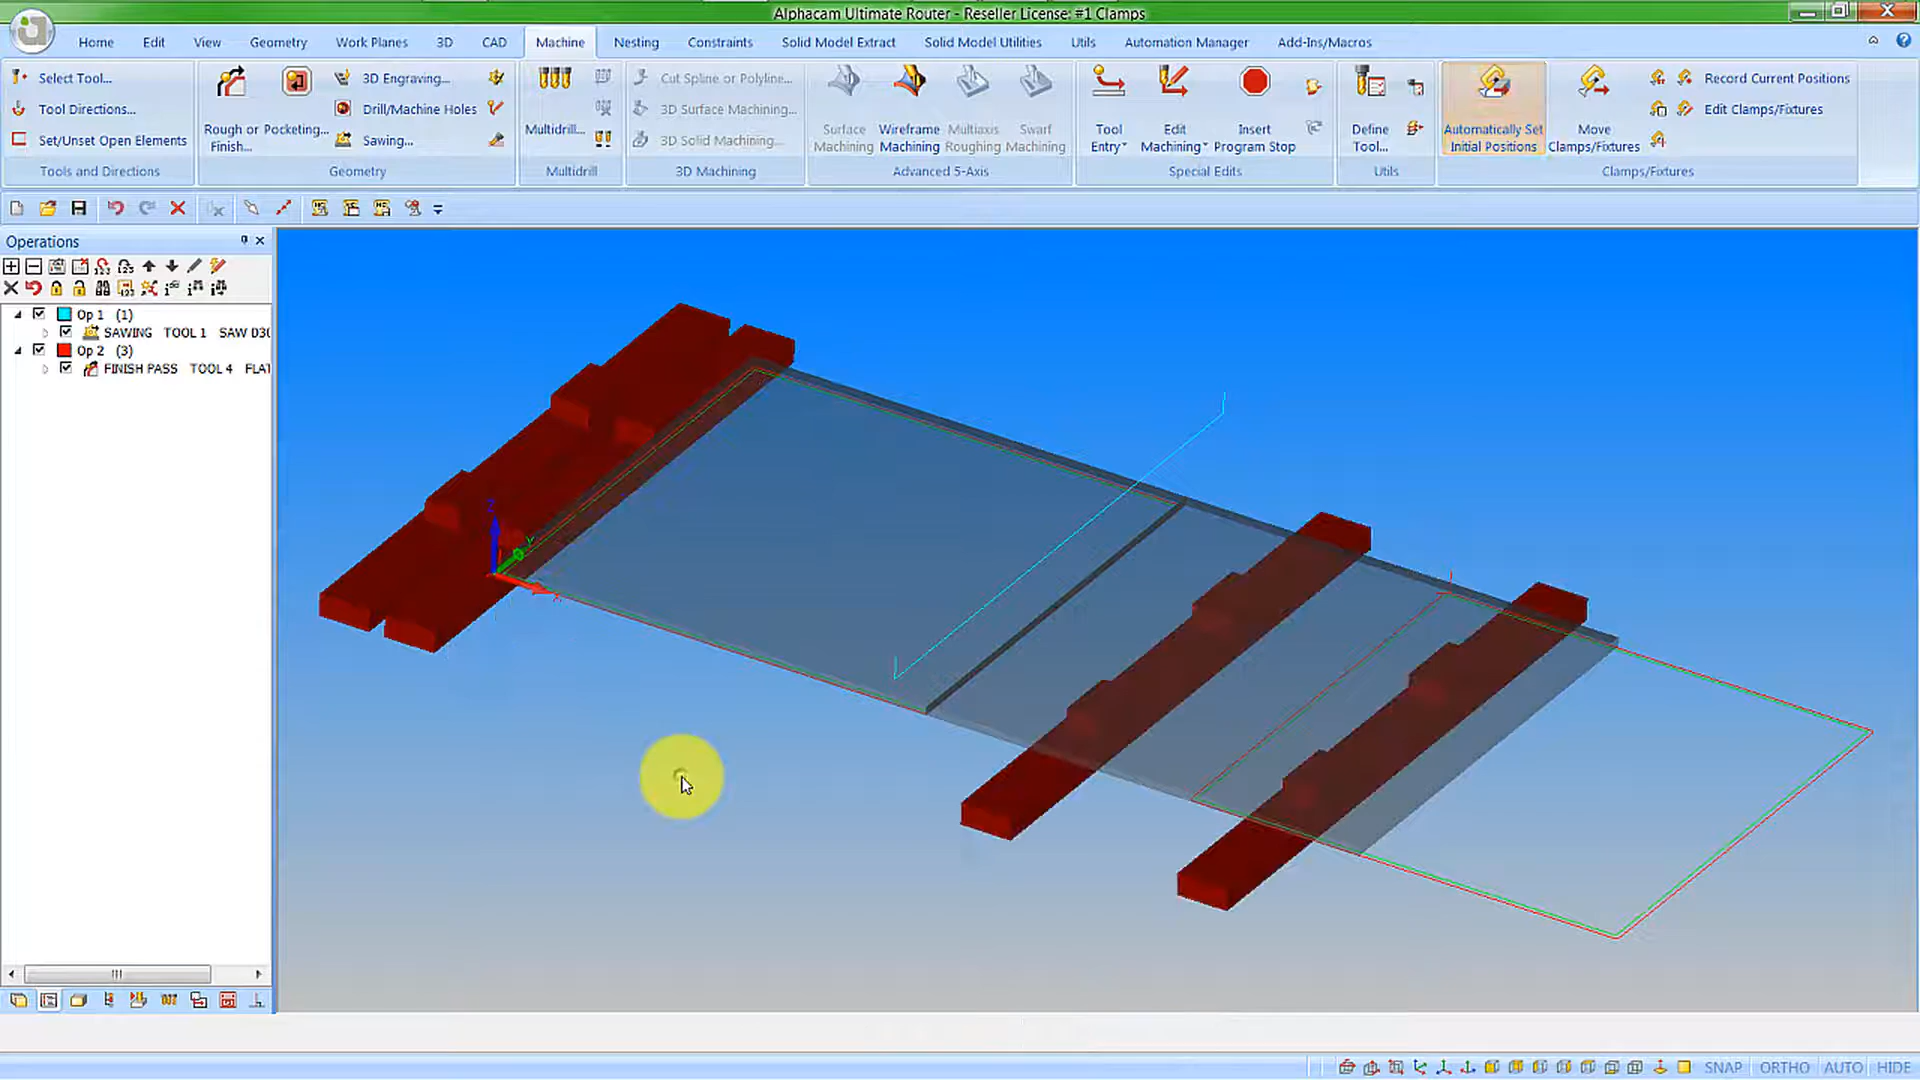 Alphacam Ultimate Router - Reseller License: #1 Clamps
Home Edit View Geometry Work Planes 3D CAD Machine Nesting Constraints Solid Model Extract Solid Model Utilities Utils Automation Manager Add-Ins/Macros
Select Tool...
Tool Directions...
Set/Unset Open Elements
Tools and Directions
Rough or Finish...
Pocketing...
3D Engraving...
Drill/Machine Holes
Sawing...
Geometry
Multidrill...
Multidrill
Cut Spline or Polyline...
3D Surface Machining...
3D Solid Machining...
3D Machining
Surface Machining
Wireframe Machining
Multiaxis Roughing
Swarf Machining
Advanced 5-Axis
Tool Entry
Edit Machining
Insert Program Stop
Special Edits
Define Tool...
Utils
Automatically Set Initial Positions
Move Clamps/Fixtures
Record Current Positions
Edit Clamps/Fixtures
Clamps/Fixtures
Operations
Op 1 (1)
SAWING TOOL 1 SAW D30
Op 2 (3)
FINISH PASS TOOL 4 FLAT
Z
Y
X
SNAP ORTHO AUTO HIDE